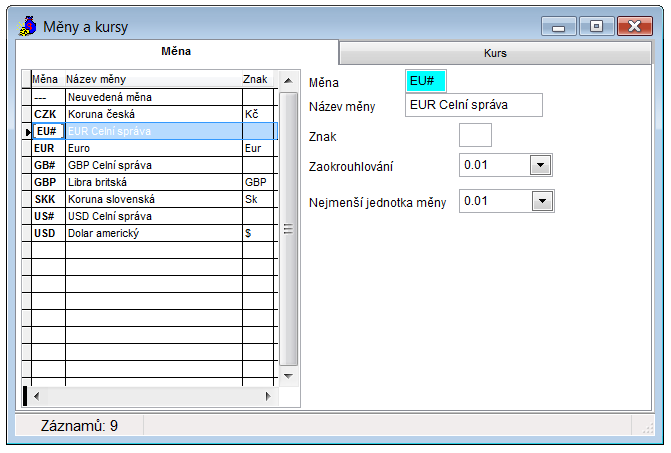 Měny a kursy
Měna Kurs
Měna Název měny Znak
--- Neuvedená měna
CZK Koruna česká Kč
EU# EUR Celní správa
EUR Euro Eur
GB# GBP Celní správa
GBP Libra britská GBP
SKK Koruna slovenská Sk
US# USD Celní správa
USD Dolar americký $
Měna EU#
Název měny EUR Celní správa
Znak
Zaokrouhlování 0.01
Nejmenší jednotka měny 0.01
Záznamů: 9